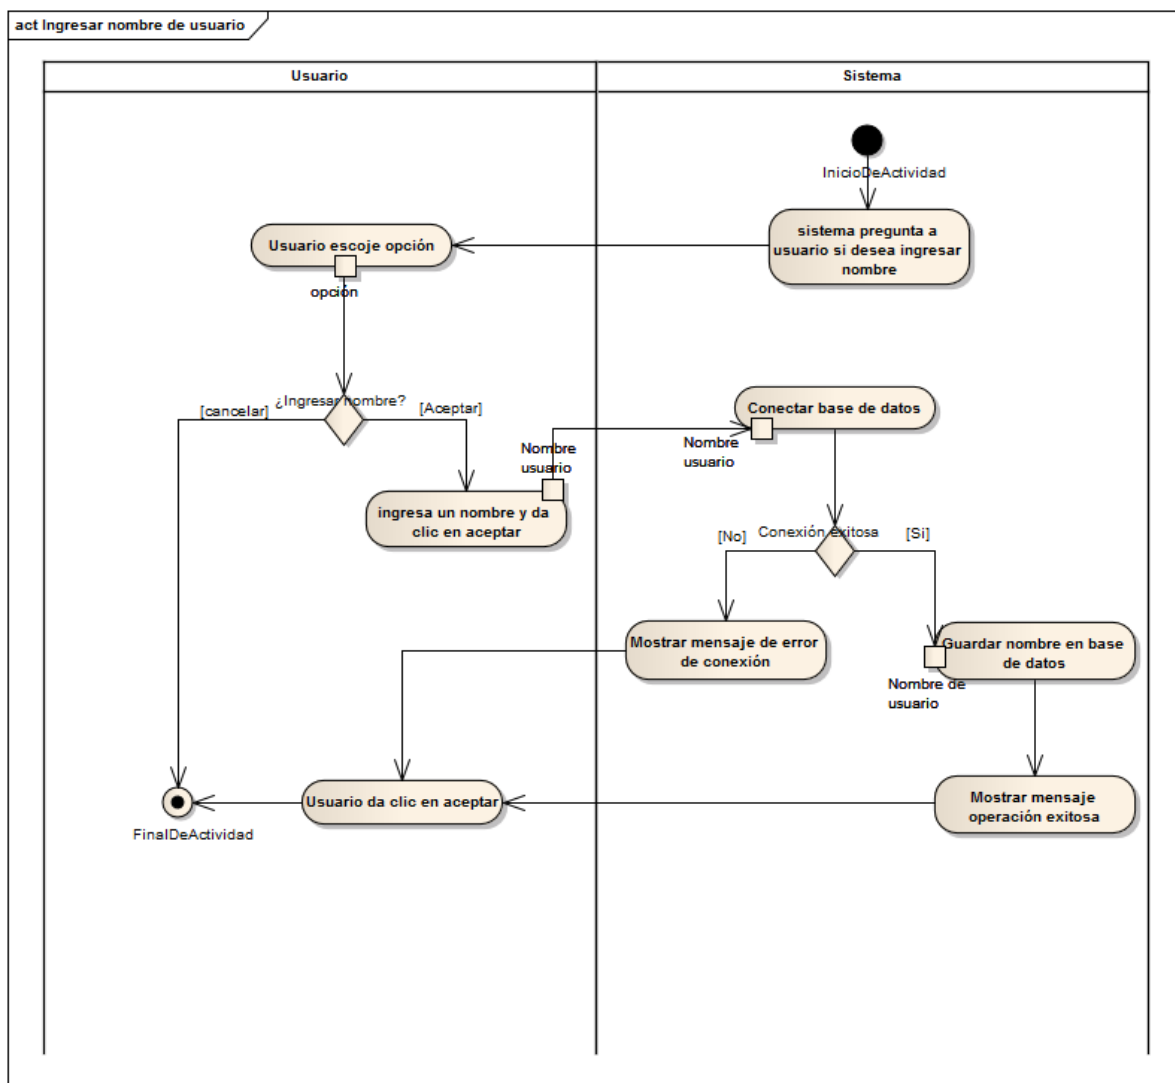 act Ingresar nombre de usuario
Usuario
Sistema
InicioDeActividad
sistema pregunta a
usuario si desea ingresar
nombre
Usuario escoje opción
opción
¿Ingresar nombre?
[cancelar]
[Aceptar]
Conectar base de datos
Nombre
usuario
Nombre
usuario
ingresa un nombre y da
clic en aceptar
Conexión exitosa
[No]
[Si]
Mostrar mensaje de error
de conexión
Guardar nombre en base
de datos
Nombre de
usuario
Usuario da clic en aceptar
Mostrar mensaje
operación exitosa
FinalDeActividad